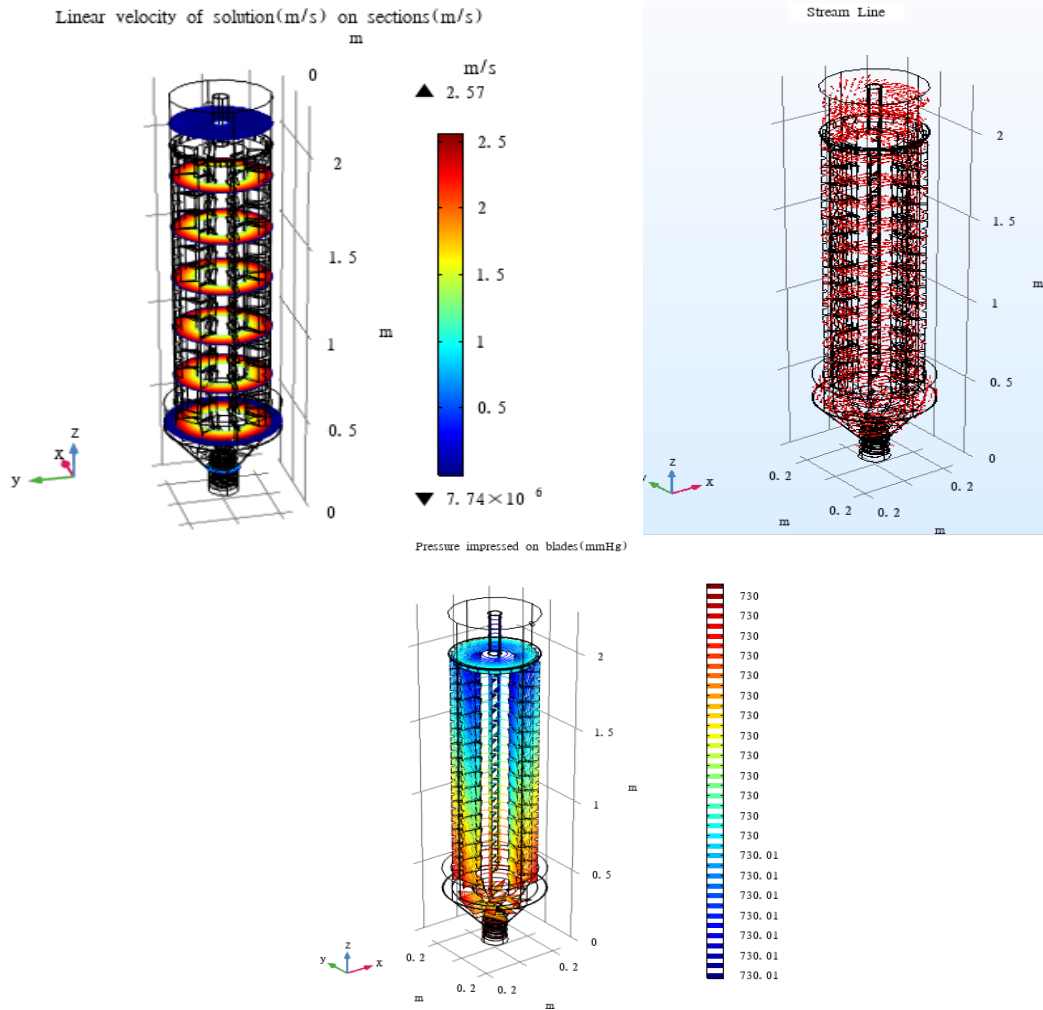 Linear velocity of solution(m/s) on sections(m/s)
m
0
2
1.5
m
1
0.5
0
z
x
y
m/s
▲ 2.57
2.5
2
1.5
1
0.5
▼ 7.74×10 6
Stream Line
2
1.5
m
1
0.5
0
0.2
0.2
m
0.2 0.2
m
z
y x
Pressure impressed on blades(mmHg)
2
1.5
m
1
0.5
0
0.2
0.2
m
0.2 0.2
m
z
y x
730
730
730
730
730
730
730
730
730
730
730
730
730
730.01
730.01
730.01
730.01
730.01
730.01
730.01